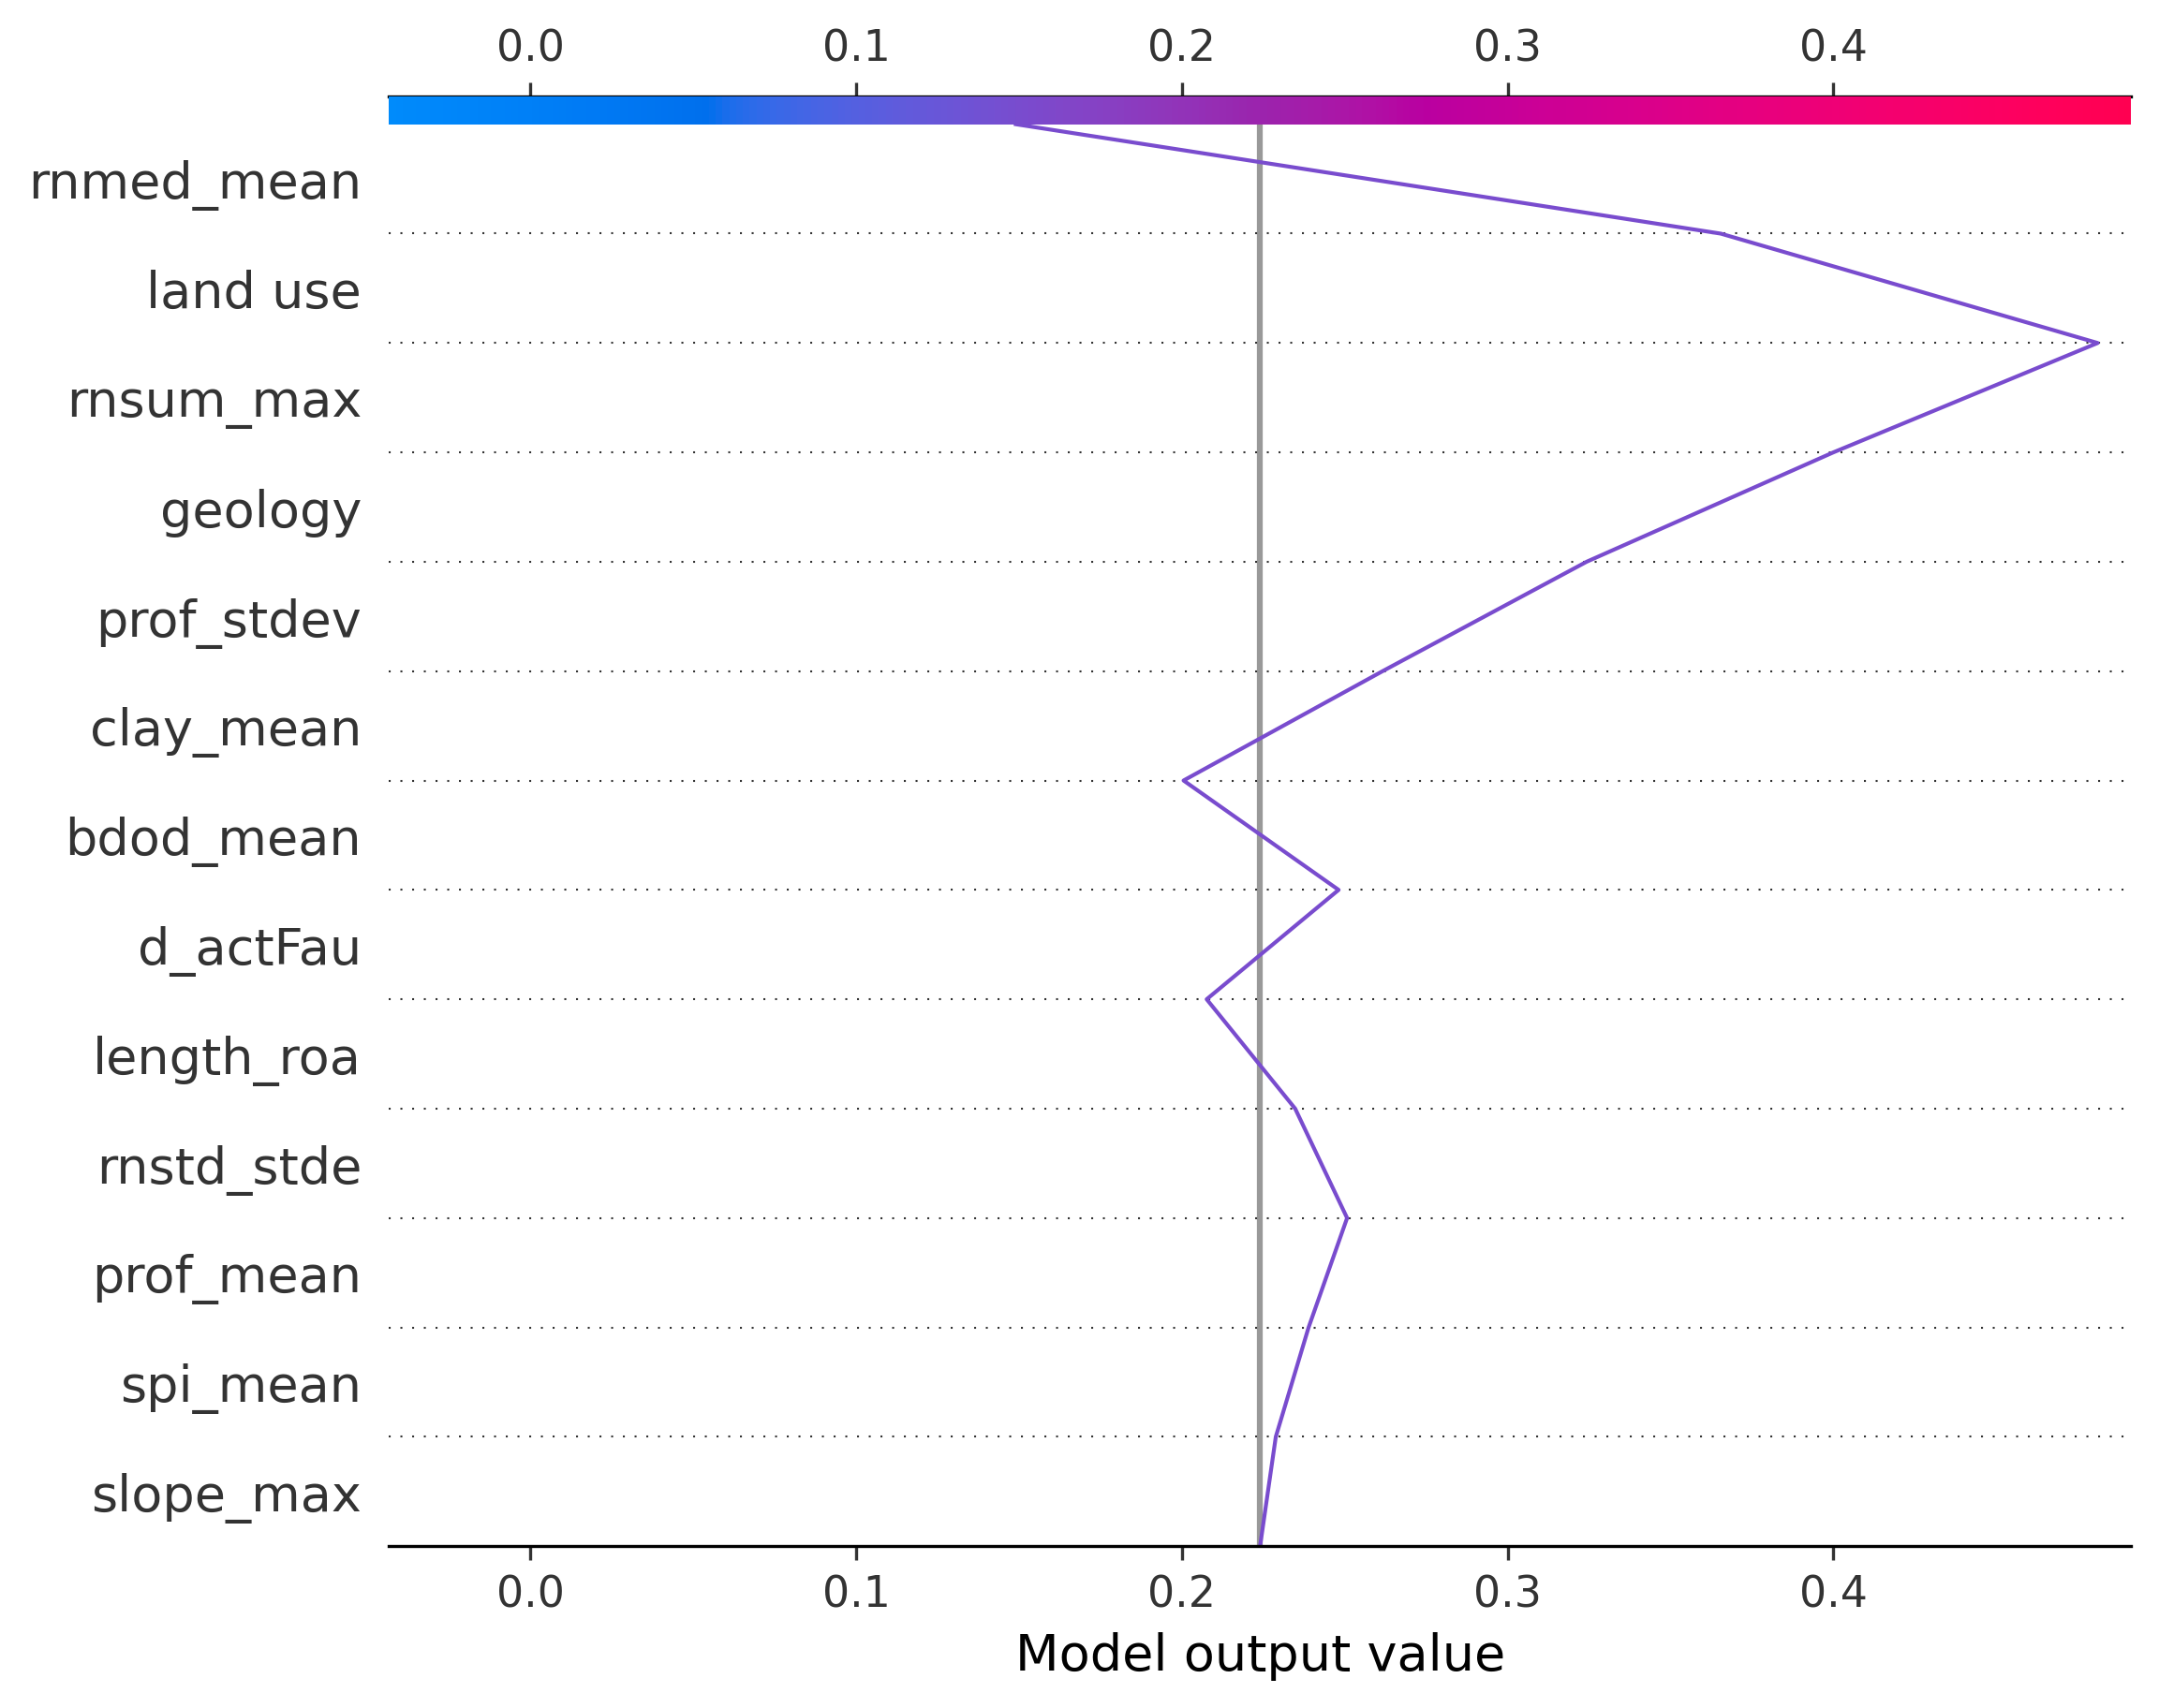 0.0 0.1 0.2 0.3 0.4
rnmed_mean
land use
rnsum_max
geology
prof_stdev
clay_mean
bdod_mean
d_actFau
length_roa
rnstd_stde
prof_mean
spi_mean
slope_max
0.0 0.1 0.2 0.3 0.4
Model output value